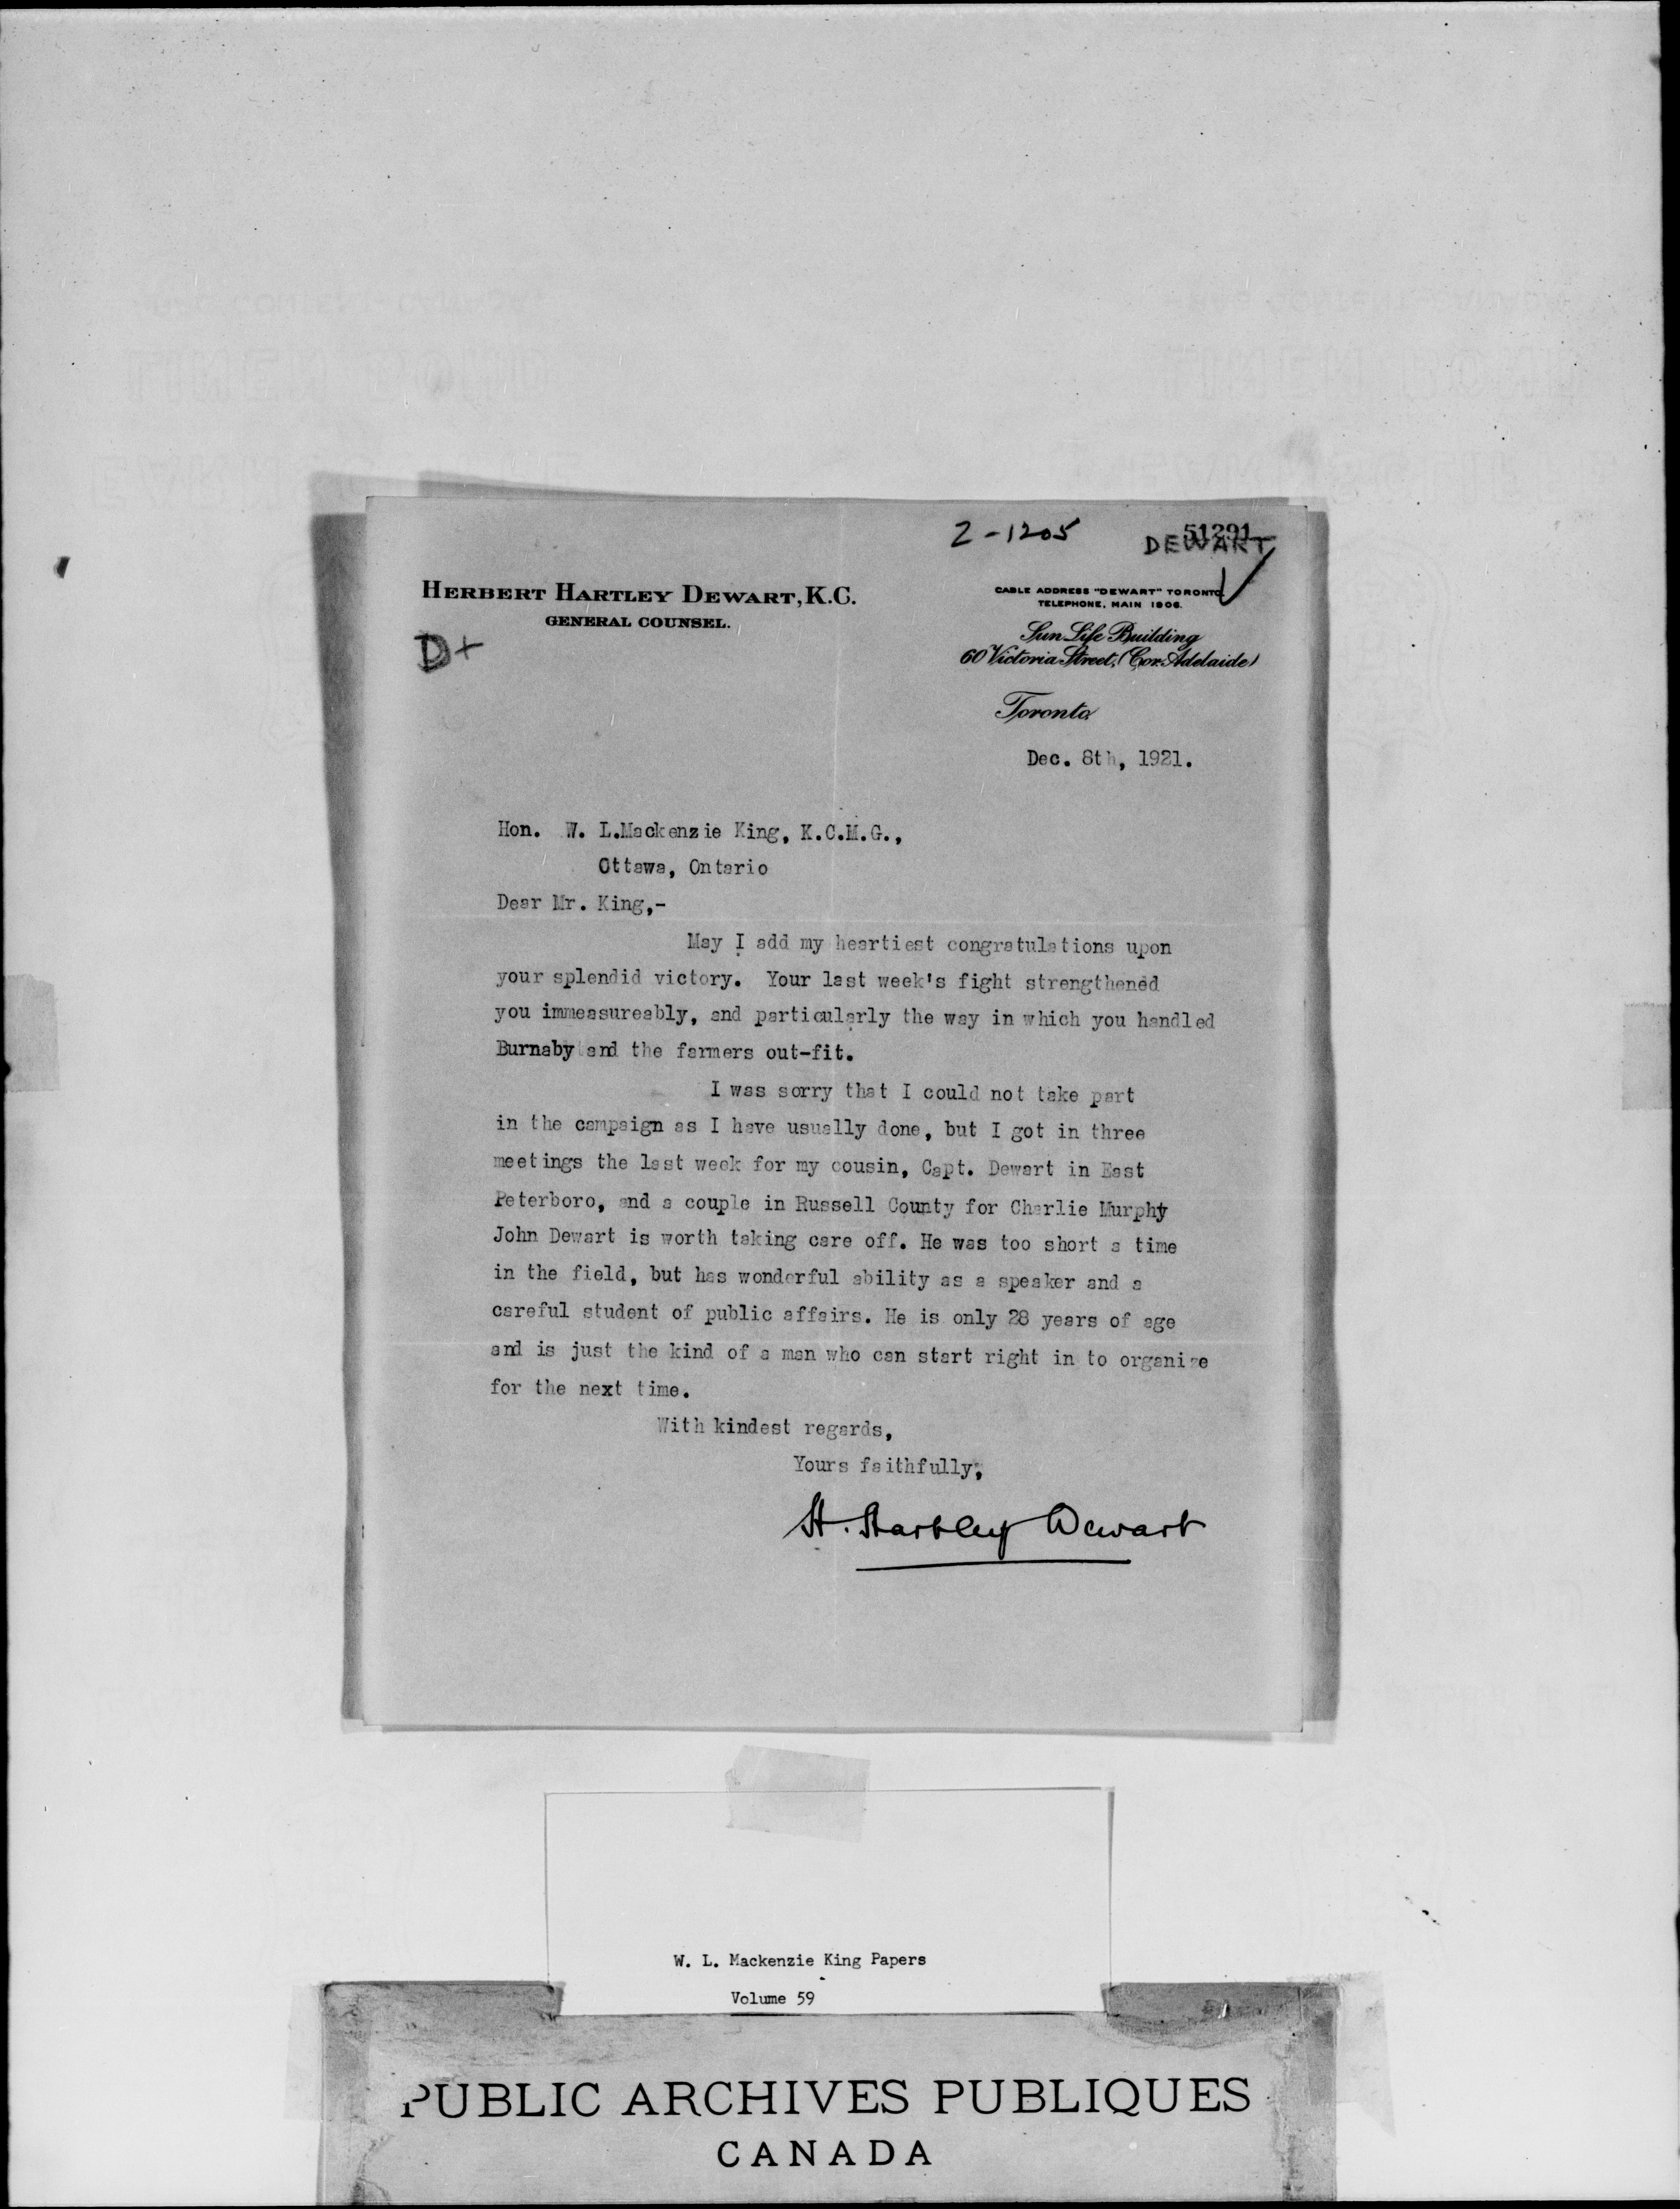 Z-1205
51291
DEWART
HERBERT HARTLEY DEWART, K.C.
GENERAL COUNSEL.
D+
CABLE ADDRESS "DEWART" TORONTO.
TELEPHONE, MAIN 1906.
Sun Life Building
60 Victoria Street, (Cor. Adelaide)
Toronto
Dec. 8th, 1921.
Hon. W. L.Mackenzie King, K.C.M.G.,
Ottawa, Ontario
Dear Mr. King,-
May I add my heartiest congratulations upon
your splendid victory. Your last week's fight strengthened
you immeasureably, and particularly the way in which you handled
Burnaby and the farmers out-fit.
I was sorry that I could not take part
in the campaign as I have usually done, but I got in three
meetings the last week for my cousin, Capt. Dewart in East
Peterboro, and a couple in Russell County for Charlie Murphy
John Dewart is worth taking care off. He was too short a time
in the field, but has wonderful ability as a speaker and a
careful student of public affairs. He is only 28 years of age
and is just the kind of a man who can start right in to organize
for the next time.
With kindest regards,
Yours faithfully,
H. Hartley Dewart
W. L. Mackenzie King Papers
Volume 59
PUBLIC ARCHIVES PUBLIQUES
CANADA